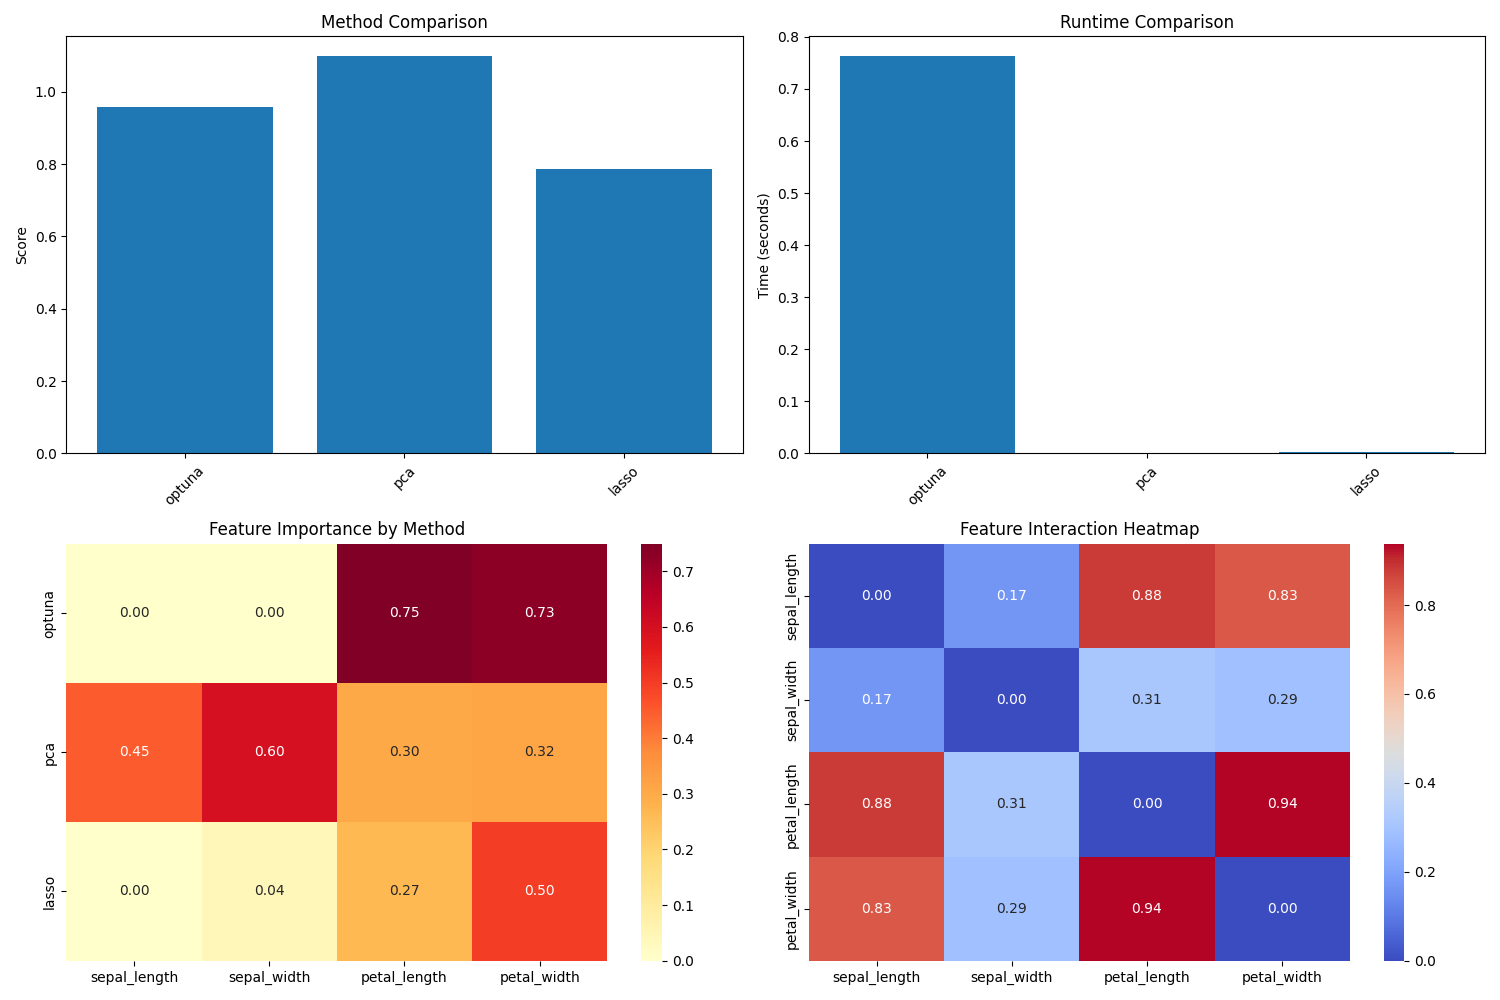 Method Comparison
Score
1.0
0.8
0.6
0.4
0.2
0.0
optuna
pca
lasso
Runtime Comparison
Time (seconds)
0.8
0.7
0.6
0.5
0.4
0.3
0.2
0.1
0.0
optuna
pca
lasso
Feature Importance by Method
optuna
pca
lasso
0.00 0.00 0.75 0.73
0.45 0.60 0.30 0.32
0.00 0.04 0.27 0.50
sepal_length sepal_width petal_length petal_width
0.7
0.6
0.5
0.4
0.3
0.2
0.1
0.0
Feature Interaction Heatmap
sepal_length
sepal_width
petal_length
petal_width
0.00 0.17 0.88 0.83
0.17 0.00 0.31 0.29
0.88 0.31 0.00 0.94
0.83 0.29 0.94 0.00
sepal_length sepal_width petal_length petal_width
0.8
0.6
0.4
0.2
0.0